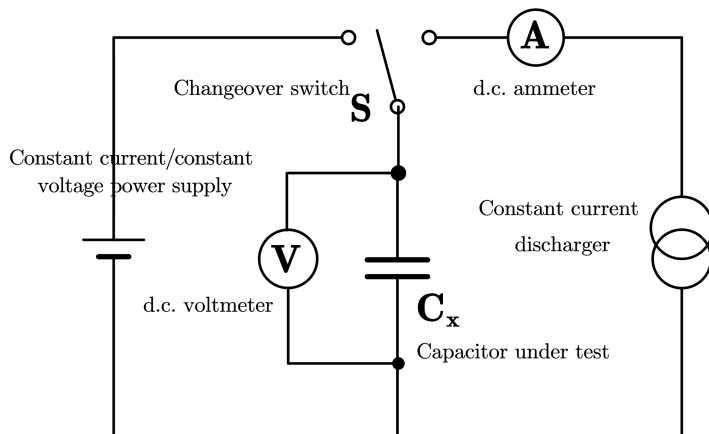 A
Changeover switch
d.c. ammeter
S
Constant current/constant
voltage power supply
Constant current
discharger
V
d.c. voltmeter
Cx
Capacitor under test